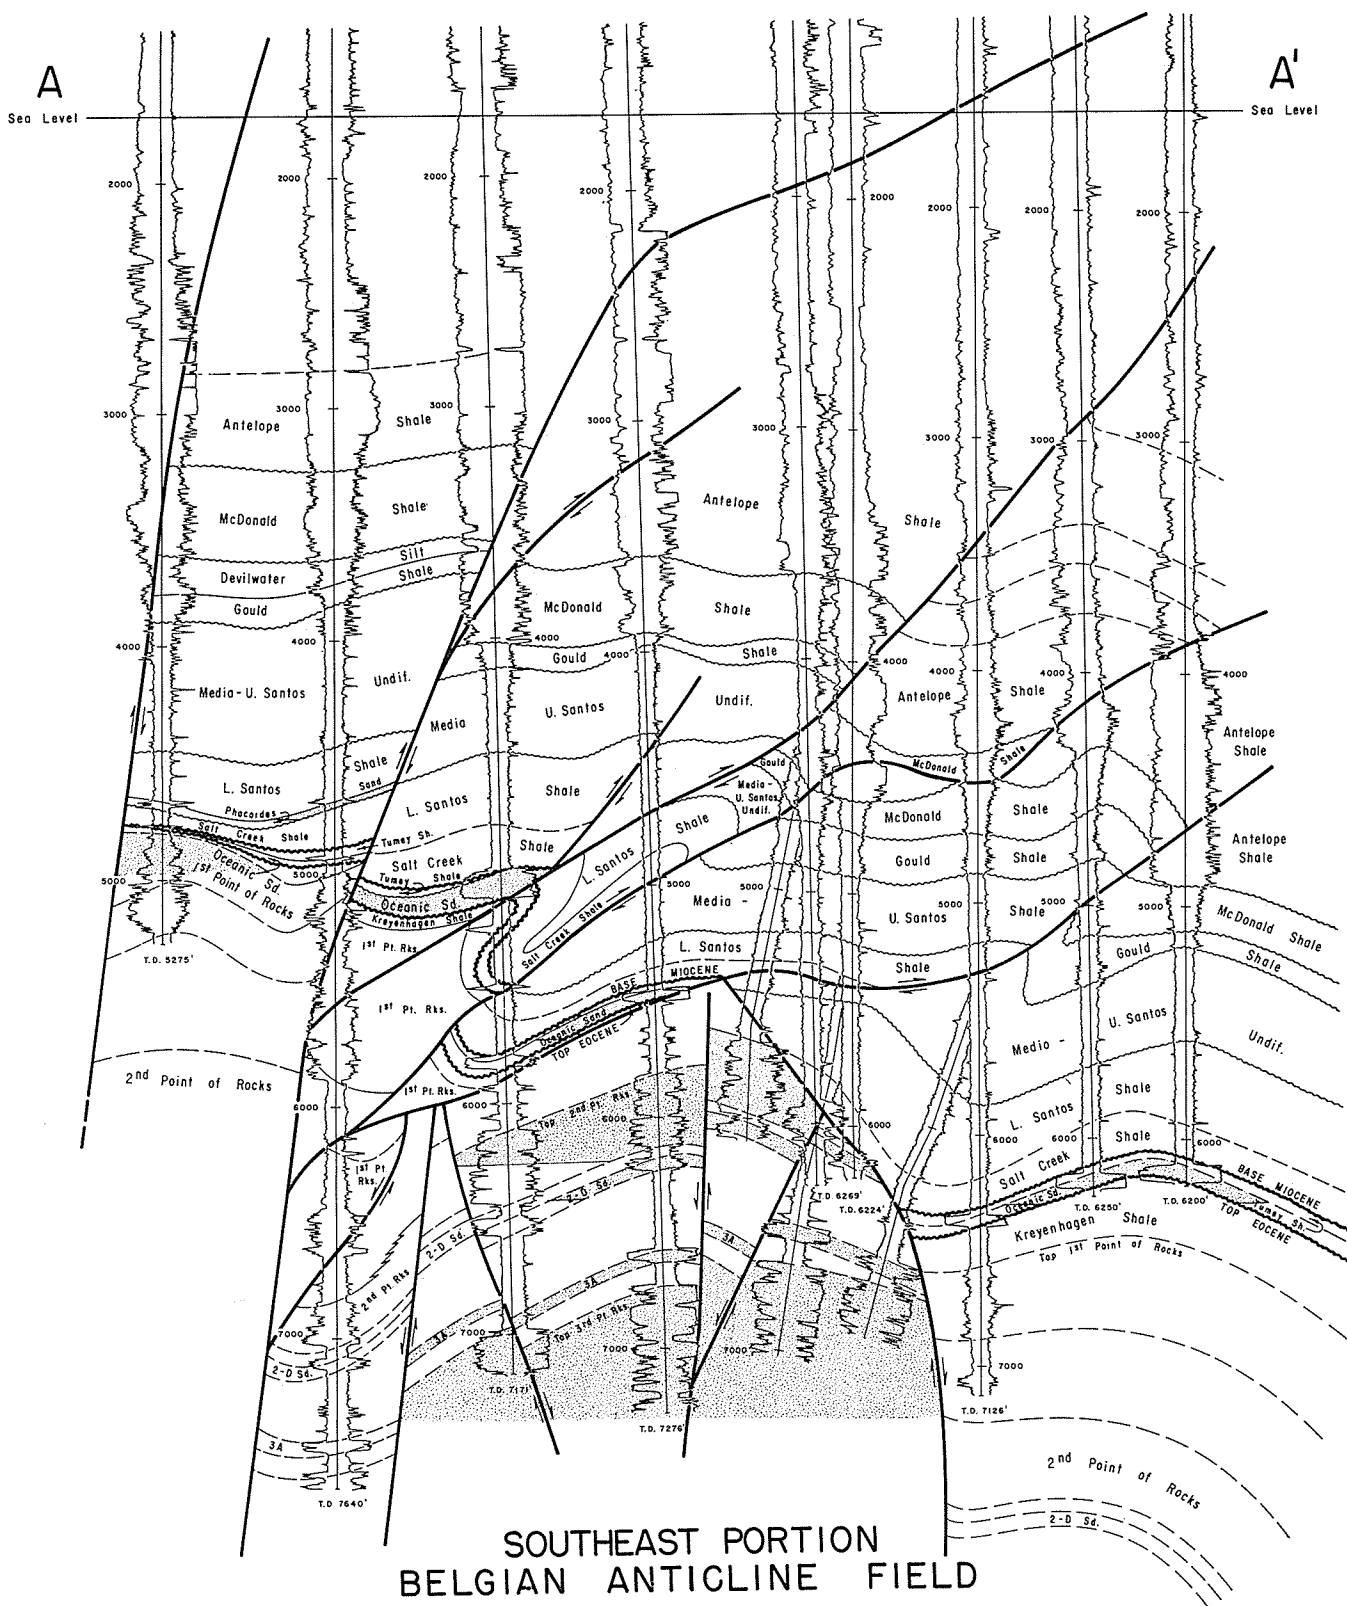 A
A'
Sea Level
Sea Level
2000
2000
2000
2000
2000
2000
2000
2000
3000
3000
3000
3000
3000
3000
3000
3000
Antelope Shale
McDonald Shale
Devilwater Silt
Shale
Gould
Antelope Shale
4000
4000
4000
4000
4000
4000
4000
4000
McDonald Shale
Gould Shale
Media - U. Santos Undif.
Media
U. Santos Undif.
Antelope Shale
Antelope
Shale
L. Santos Shale
Phacoides Sand
Salt Creek Shale
Tumey Sh.
L. Santos Shale
Salt Creek Shale
Tumey Shale
Oceanic Sd.
Kreyenhagen Shale
Gould
Media -
U. Santos
Undif.
McDonald Shale
McDonald Shale
Gould Shale
Antelope
Shale
Oceanic Sd.
1st Point of Rocks
5000
5000
5000
5000
5000
5000
5000
T.D. 5275'
1st Pt. Rks.
L. Santos Shale
Salt Creek Shale
Media -
U. Santos Shale
L. Santos Shale
McDonald Shale
Gould Shale
1st Pt. Rks.
BASE MIOCENE
Oceanic Sand
TOP EOCENE
Media -
U. Santos Undif.
2nd Point of Rocks
1st Pt. Rks.
L. Santos Shale
Salt Creek Shale
6000
6000
6000
6000
6000
6000
6000
Top 2nd Pt. Rks.
1st Pt.
Rks.
2-D Sd.
2-D Sd.
T.D. 6269'
T.D. 6224'
Oceanic Sd.
T.D. 6250'
T.D. 6200'
BASE MIOCENE
Tumey Sh.
TOP EOCENE
Kreyenhagen Shale
Top 1st Point of Rocks
3A
3A
3A
2nd Pt Rks
Top 3rd Pt. Rks.
7000
7000
7000
7000
7000
2-D Sd.
T.D. 7171'
T.D. 7276'
T.D. 7126'
3A
T.D. 7640'
2nd Point of Rocks
2-D Sd.
SOUTHEAST PORTION
BELGIAN ANTICLINE FIELD